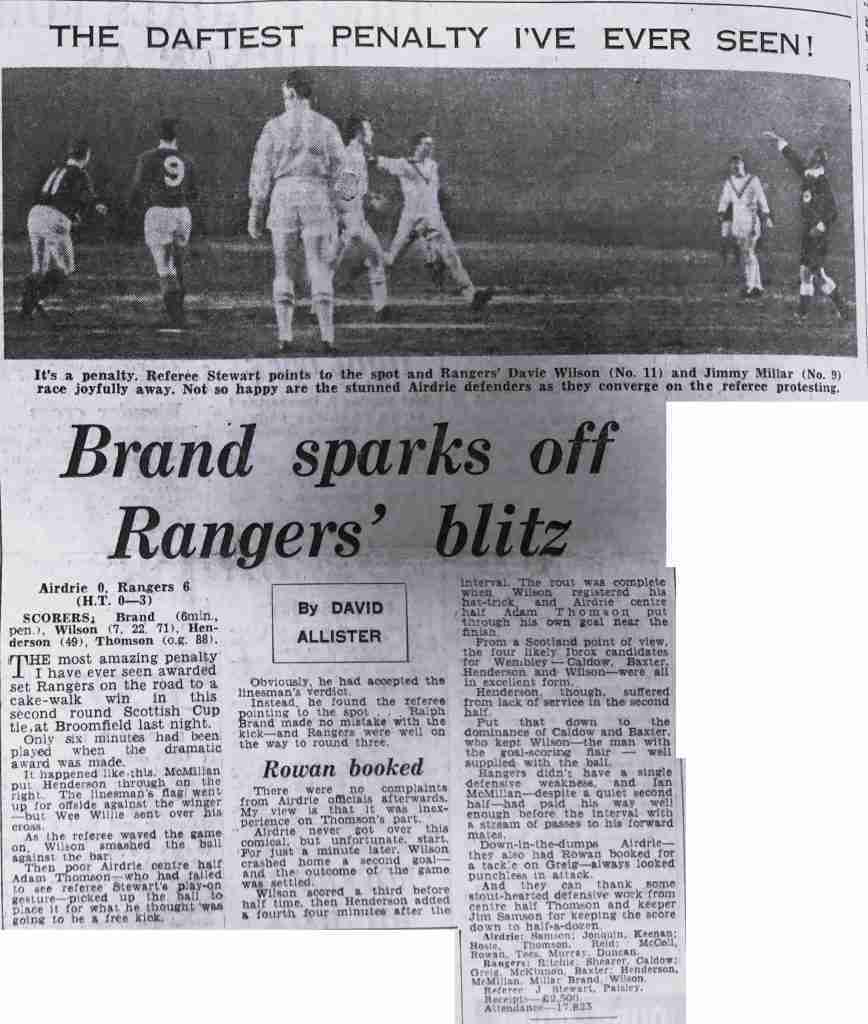 THE DAFTEST PENALTY I'VE EVER SEEN!
11
9
It's a penalty. Referee Stewart points to the spot and Rangers' Davie Wilson (No. 11) and Jimmy Millar (No. 9)
race joyfully away. Not so happy are the stunned Airdrie defenders as they converge on the referee protesting.
Brand sparks off
Rangers' blitz
Airdrie 0, Rangers 6
(H.T. 0—3)
SCORERS: Brand (6min.,
pen.), Wilson (7, 22, 71), Hen-
derson (49), Thomson (o.g. 88).
THE most amazing penalty
I have ever seen awarded
set Rangers on the road to a
cake-walk win in this
second round Scottish Cup
tie at Broomfield last night.
Only six minutes had been
played when the dramatic
award was made.
It happened like this. McMillan
put Henderson through on the
right. The linesman's flag went
up for offside against the winger
—but Wee Willie sent over his
cross.
As the referee waved the game
on, Wilson smashed the ball
against the bar.
Then poor Airdrie centre half
Adam Thomson—who had failed
to see referee Stewart's play-on
gesture—picked up the ball to
place it for what he thought was
going to be a free kick.
By DAVID
ALLISTER
Obviously, he had accepted the
linesman's verdict.
Instead, he found the referee
pointing to the spot . . . Ralph
Brand made no mistake with the
kick—and Rangers were well on
the way to round three.
Rowan booked
There were no complaints
from Airdrie officials afterwards.
My view is that it was inex-
perience on Thomson's part.
Airdrie never got over this
comical, but unfortunate, start.
For just a minute later, Wilson
crashed home a second goal—
and the outcome of the game
was settled.
Wilson scored a third before
half time, then Henderson added
a fourth four minutes after the
interval. The rout was complete
when Wilson registered his
hat-trick and Airdrie centre
half Adam Thomson put
through his own goal near the
finish.
From a Scotland point of view,
the four likely Ibrox candidates
for Wembley—Caldow, Baxter,
Henderson and Wilson—were all
in excellent form.
Henderson, though, suffered
from lack of service in the second
half.
Put that down to the
dominance of Caldow and Baxter,
who kept Wilson—the man with
the goal-scoring flair — well
supplied with the ball.
Rangers didn't have a single
defensive weakness, and Ian
McMillan—despite a quiet second
half—had paid his way well
enough before the interval with
a stream of passes to his forward
mates.
Down-in-the-dumps Airdrie—
they also had Rowan booked for
a tackle on Greig—always looked
punchless in attack.
And they can thank some
stout-hearted defensive work from
centre half Thomson and keeper
Jim Samson for keeping the score
down to half-a-dozen.
Airdrie: Samson; Jonquin, Keenan;
Hosie, Thomson, Reid; McColl,
Rowan, Tees, Murray, Duncan.
Rangers: Ritchie; Shearer, Caldow;
Greig, McKinnon, Baxter; Henderson,
McMillan, Millar, Brand, Wilson.
Referee J Stewart, Paisley.
Receipts—£2,500.
Attendance—17,823